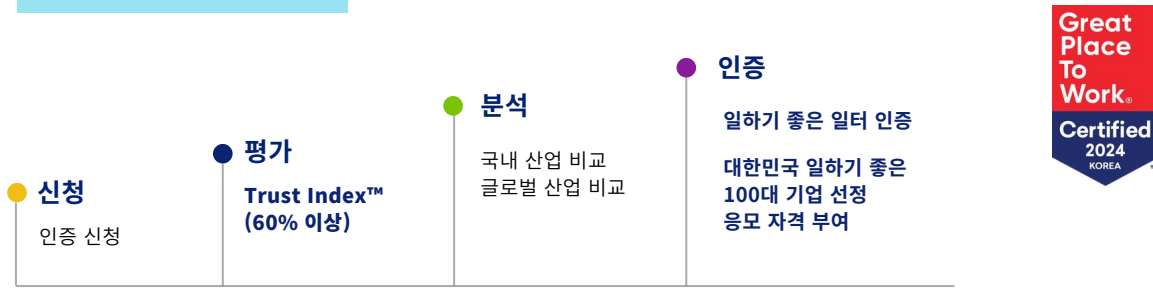 신청
인증 신청
평가
Trust Index™
(60% 이상)
분석
국내 산업 비교
글로벌 산업 비교
인증
일하기 좋은 일터 인증
대한민국 일하기 좋은
100대 기업 선정
응모 자격 부여
Great
Place
To
Work®
Certified
2024
KOREA